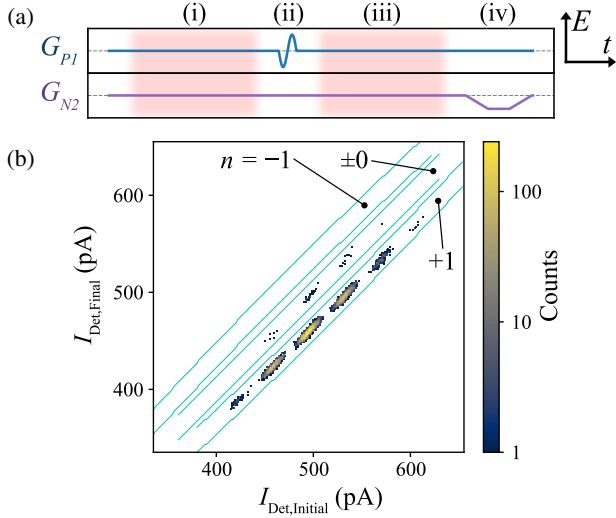 (a)
(i) (ii) (iii) (iv)
G_P1
G_N2
E
t
(b)
n = −1
±0
+1
600
500
400
I_Det,Final (pA)
400 500 600
I_Det,Initial (pA)
100
10
1
Counts